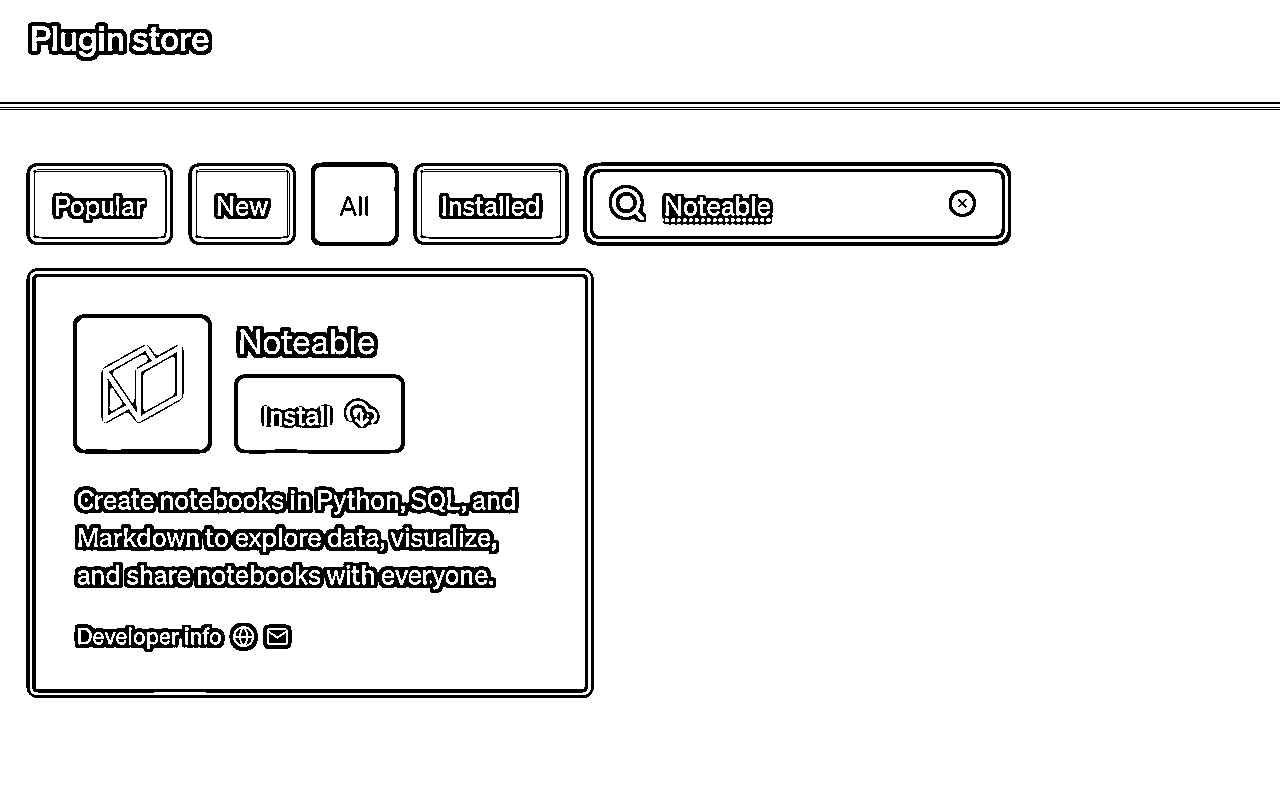 Plugin store
Popular
New
All
Installed
Noteable
Noteable
Install
Create notebooks in Python, SQL, and
Markdown to explore data, visualize,
and share notebooks with everyone.
Developer info